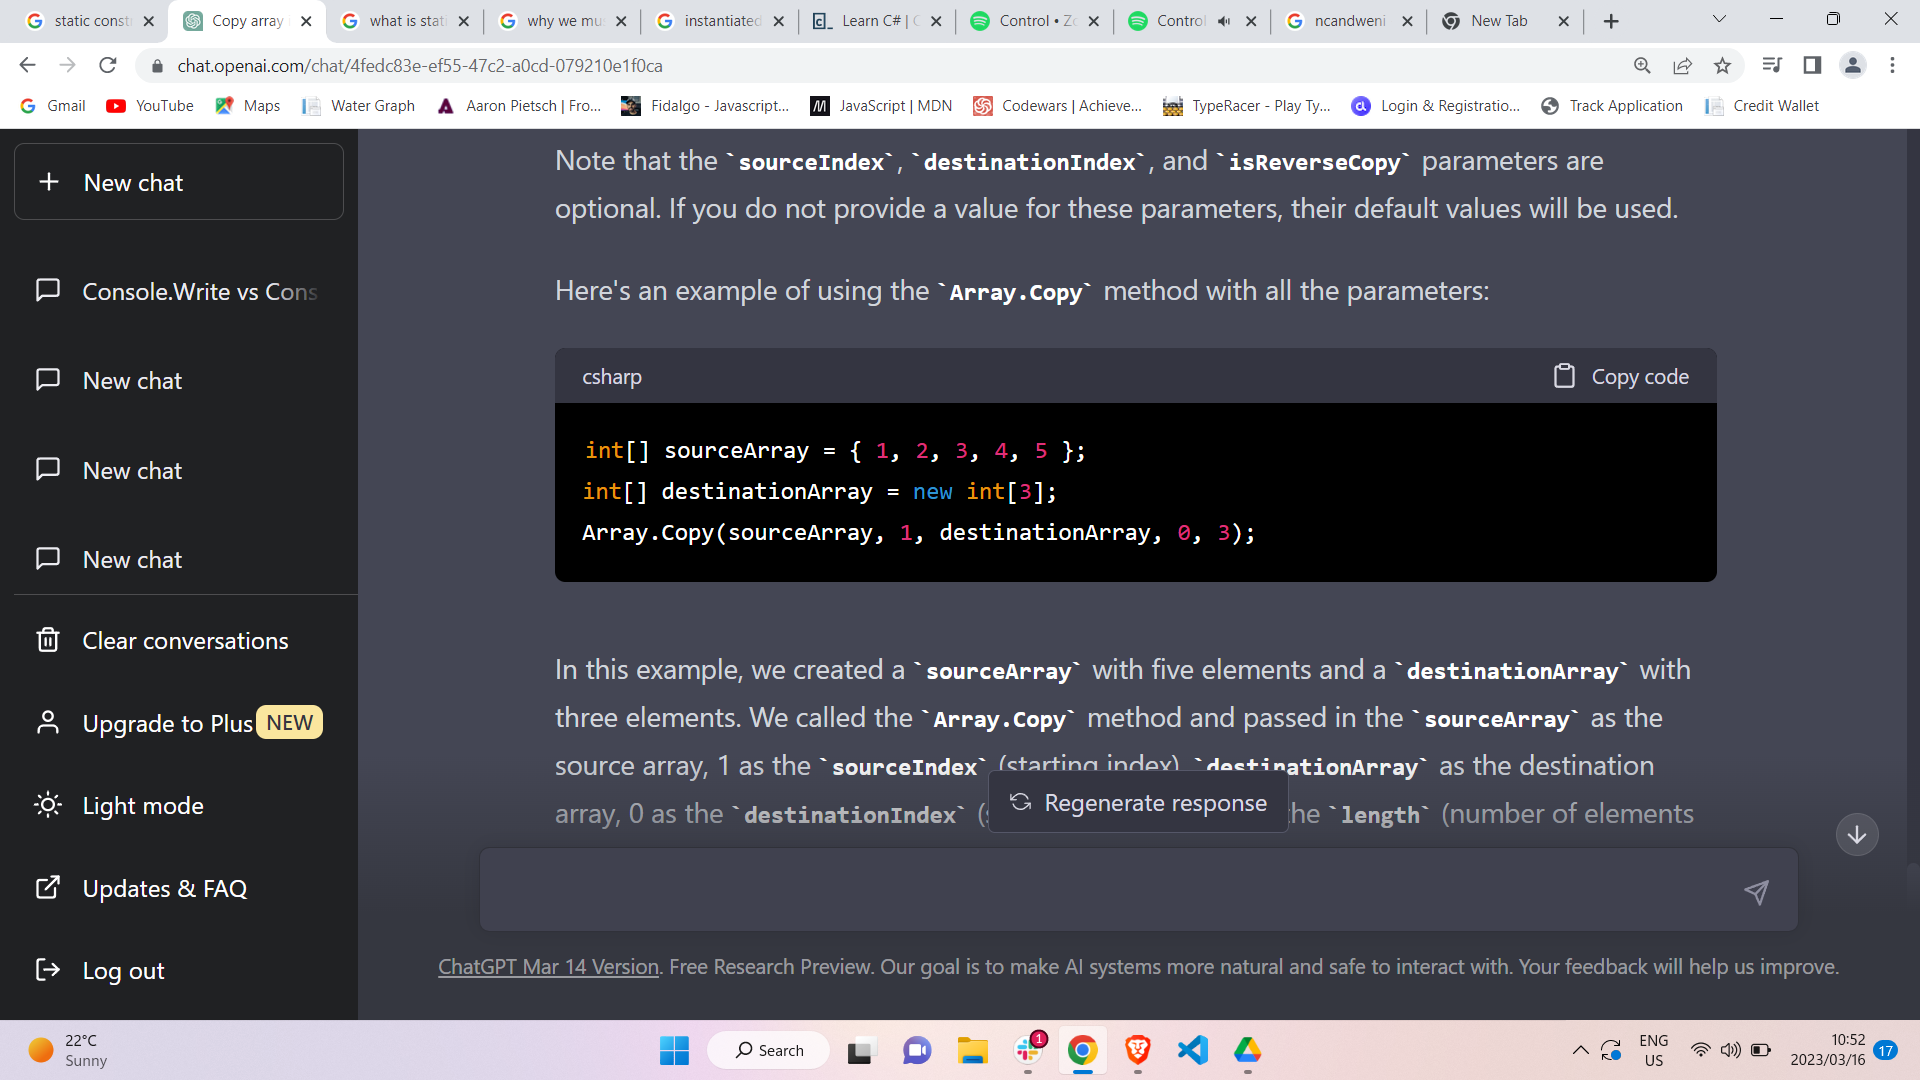 static const
Copy array
what is stat
why we mu
instantiated
Learn C# | C
Control • Zo
Control
ncandweni
New Tab
chat.openai.com/chat/4fedc83e-ef55-47c2-a0cd-079210e1f0ca
Gmail
YouTube
Maps
Water Graph
Aaron Pietsch | Fro...
Fidalgo - Javascript...
JavaScript | MDN
Codewars | Achieve...
TypeRacer - Play Ty...
Login & Registratio...
Track Application
Credit Wallet
New chat
Console.Write vs Cons
New chat
New chat
New chat
Clear conversations
Upgrade to Plus NEW
Light mode
Updates & FAQ
Log out
Note that the `sourceIndex`, `destinationIndex`, and `isReverseCopy` parameters are
optional. If you do not provide a value for these parameters, their default values will be used.
Here's an example of using the `Array.Copy` method with all the parameters:
csharp
Copy code
int[] sourceArray = { 1, 2, 3, 4, 5 };
int[] destinationArray = new int[3];
Array.Copy(sourceArray, 1, destinationArray, 0, 3);
In this example, we created a `sourceArray` with five elements and a `destinationArray` with
three elements. We called the `Array.Copy` method and passed in the `sourceArray` as the
source array, 1 as the `sourceIndex` (starting index), `destinationArray` as the destination
array, 0 as the `destinationIndex` (s he `length` (number of elements
Regenerate response
ChatGPT Mar 14 Version. Free Research Preview. Our goal is to make AI systems more natural and safe to interact with. Your feedback will help us improve.
22°C
Sunny
Search
1
ENG
US
10:52
2023/03/16
17